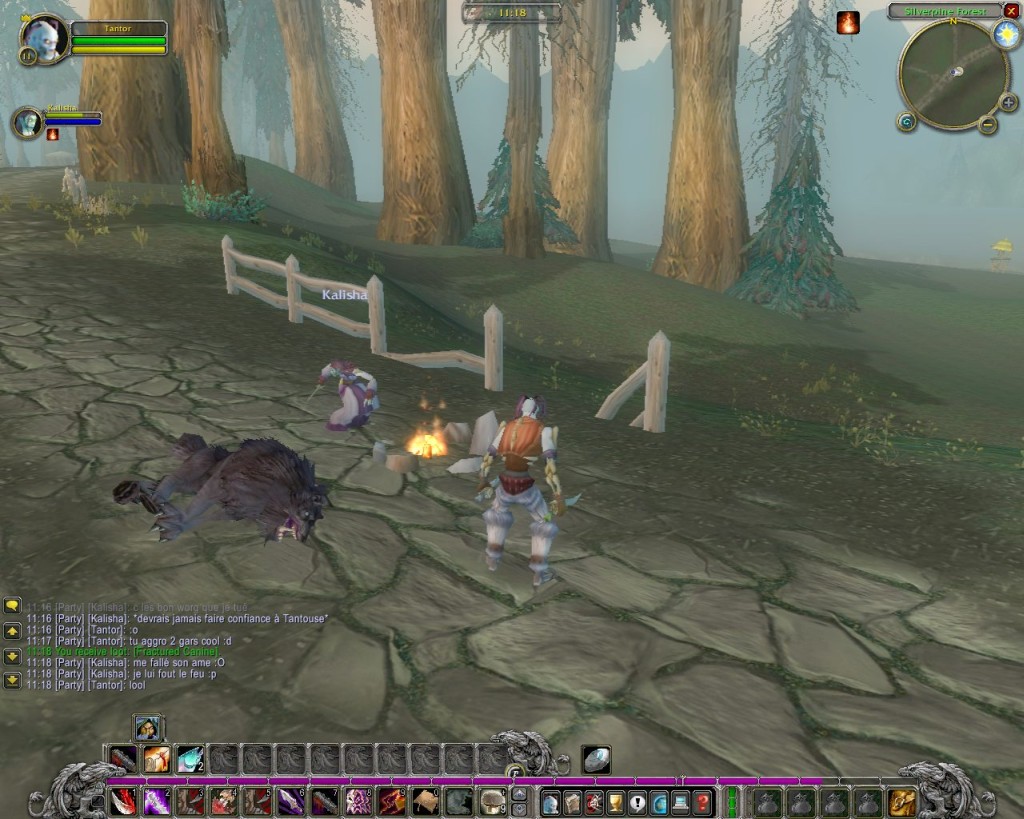 Tantor
11:18
Silverpine Forest
N
Kalisha
Kalisha
11:16 [Party] [Kalisha]: c les bon worg que je tue
11:16 [Party] [Kalisha]: *devrais jamais faire confiance à Tantouse*
11:16 [Party] [Tantor]: :o
11:17 [Party] [Tantor]: tu aggro 2 gars cool :d
11:18 You receive loot: [Fractured Canine].
11:18 [Party] [Kalisha]: me fallé son ame :O
11:18 [Party] [Kalisha]: je lui fout le feu :p
11:18 [Party] [Tantor]: lool
2